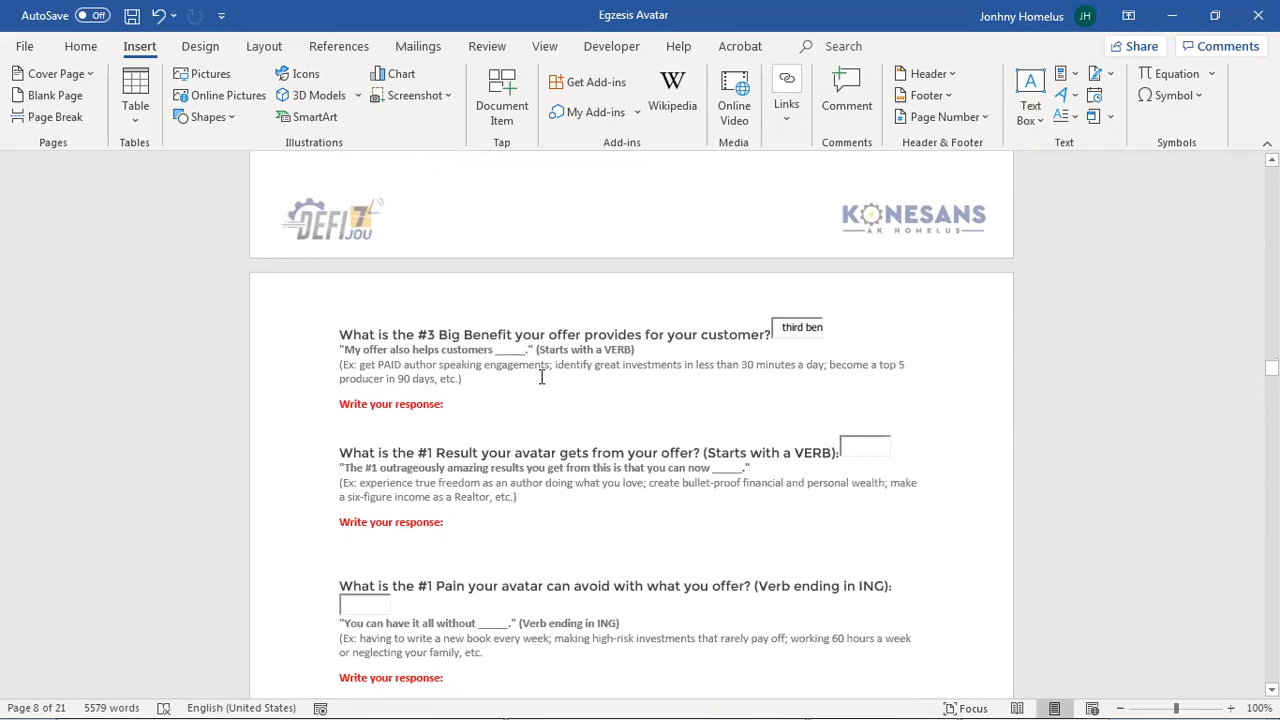 AutoSave Off Egzesis Avatar Jonhny Homelus JH
File Home Insert Design Layout References Mailings Review View Developer Help Acrobat Search Share Comments
Cover Page
Blank Page
Page Break
Pages
Table
Tables
Pictures
Online Pictures
Shapes
Icons
3D Models
SmartArt
Chart
Screenshot
Illustrations
Document
Item
Tap
Get Add-ins
My Add-ins
Wikipedia
Add-ins
Online
Video
Media
Links
Comment
Comments
Header
Footer
Page Number
Header & Footer
Text
Box
Text
Equation
Symbol
Symbols
DEFI 7
JOU
KONESANS
AK HOMELUS
What is the #3 Big Benefit your offer provides for your customer? third ben
"My offer also helps customers _____." (Starts with a VERB)
(Ex: get PAID author speaking engagements; identify great investments in less than 30 minutes a day; become a top 5
producer in 90 days, etc.)
Write your response:
What is the #1 Result your avatar gets from your offer? (Starts with a VERB):
"The #1 outrageously amazing results you get from this is that you can now _____."
(Ex: experience true freedom as an author doing what you love; create bullet-proof financial and personal wealth; make
a six-figure income as a Realtor, etc.)
Write your response:
What is the #1 Pain your avatar can avoid with what you offer? (Verb ending in ING):
"You can have it all without _____." (Verb ending in ING)
(Ex: having to write a new book every week; making high-risk investments that rarely pay off; working 60 hours a week
or neglecting your family, etc.
Write your response:
Page 8 of 21 5579 words English (United States) Focus 100%